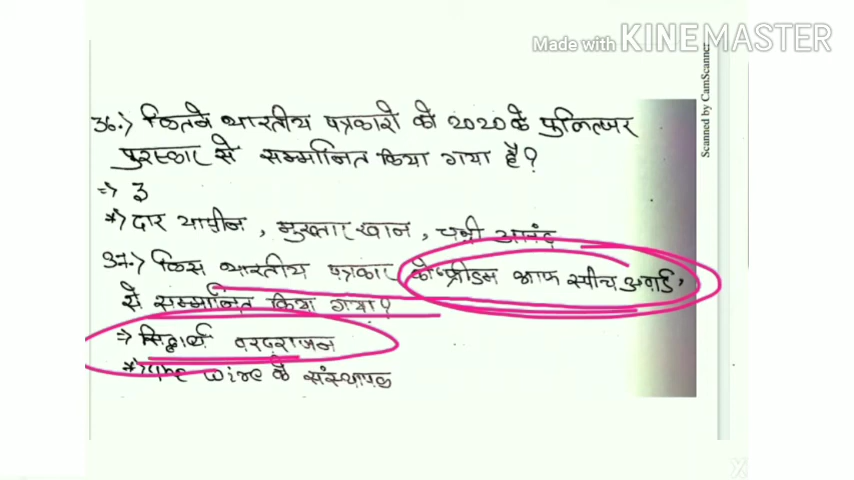 Made with KINEMASTER
36.> कितने भारतीय पत्रकारों को 2020 के पुलित्जर
पुरस्कार से सम्मानित किया गया है?
=> 3
*> दार यासीन, मुख्तार खान, चन्नी आनंद
37.> किस भारतीय पत्रकार को "फ्रीडम आफ स्पीच अवार्ड"
से सम्मानित किया गया?
=> सिद्धार्थ वरदराजन
*> The wire के संस्थापक
Scanned by CamScanner